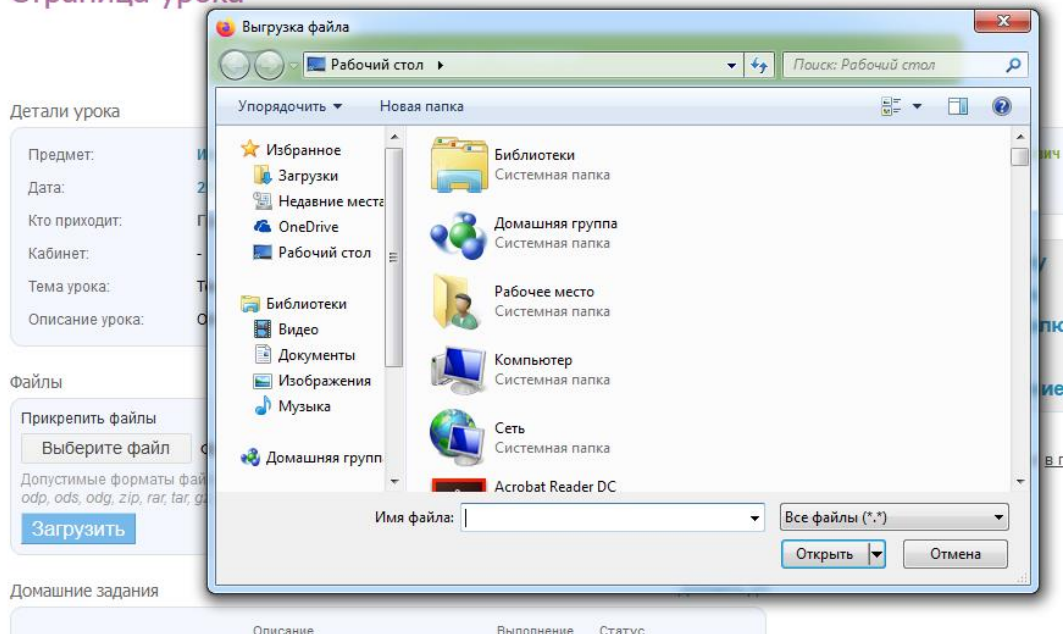 Страница урока
Выгрузка файла
Рабочий стол
Поиск: Рабочий стол
Упорядочить
Новая папка
Избранное
Загрузки
Недавние места
OneDrive
Рабочий стол
Библиотеки
Видео
Документы
Изображения
Музыка
Домашняя групп
Библиотеки
Системная папка
Домашняя группа
Системная папка
Рабочее место
Системная папка
Компьютер
Системная папка
Сеть
Системная папка
Acrobat Reader DC
Имя файла:
Все файлы (*.*)
Открыть
Отмена
Детали урока
Предмет:
Дата:
Кто приходит:
Кабинет:
-
Тема урока:
Описание урока:
Файлы
Прикрепить файлы
Выберите файл
Допустимые форматы фай
odp, ods, odg, zip, rar, tar, g
Загрузить
Домашние задания
Описание
Выполнение
Статус